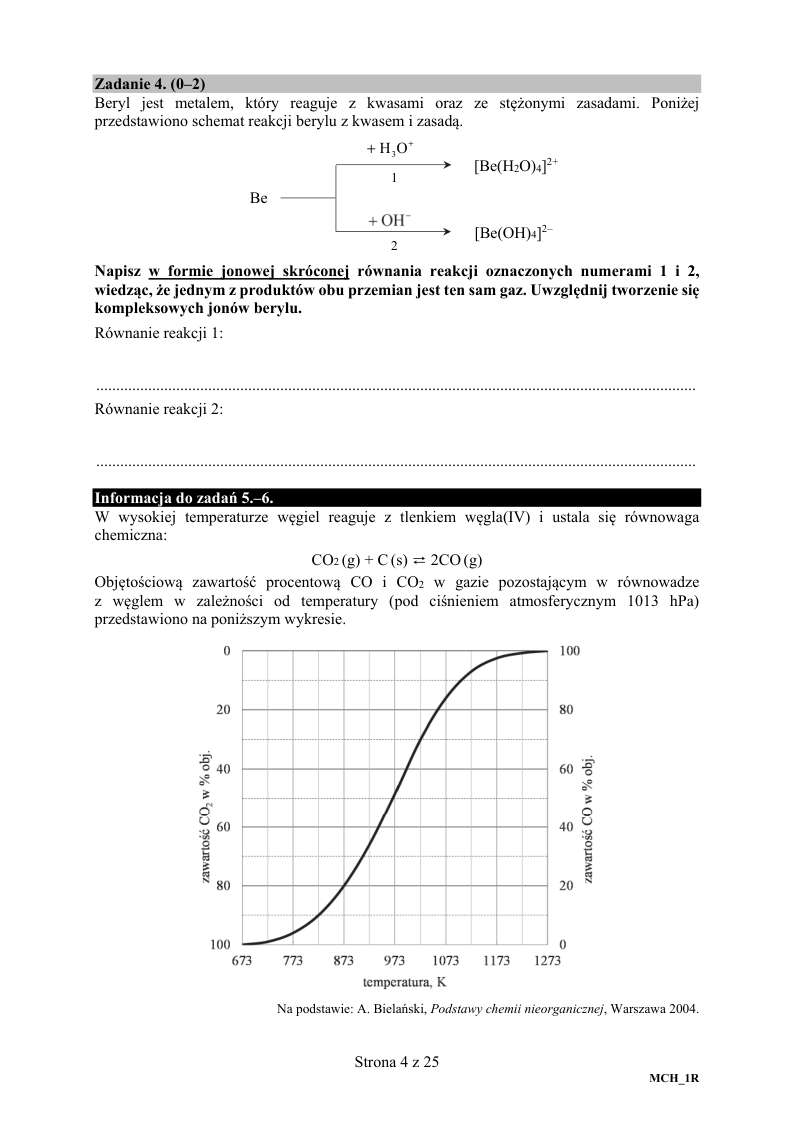 Zadanie 4. (0–2)
Beryl jest metalem, który reaguje z kwasami oraz ze stężonymi zasadami. Poniżej
przedstawiono schemat reakcji berylu z kwasem i zasadą.
+ H₃O⁺
[Be(H₂O)₄]²⁺
1
Be
+ OH⁻
[Be(OH)₄]²⁻
2
Napisz w formie jonowej skróconej równania reakcji oznaczonych numerami 1 i 2,
wiedząc, że jednym z produktów obu przemian jest ten sam gaz. Uwzględnij tworzenie się
kompleksowych jonów berylu.
Równanie reakcji 1:
....................................................................................................................................................
Równanie reakcji 2:
....................................................................................................................................................
Informacja do zadań 5.–6.
W wysokiej temperaturze węgiel reaguje z tlenkiem węgla(IV) i ustala się równowaga
chemiczna:
CO₂ (g) + C (s) ⇄ 2CO (g)
Objętościową zawartość procentową CO i CO₂ w gazie pozostającym w równowadze
z węglem w zależności od temperatury (pod ciśnieniem atmosferycznym 1013 hPa)
przedstawiono na poniższym wykresie.
0 100
20 80
40 60
60 40
80 20
100 0
zawartość CO₂ w % obj.
zawartość CO w % obj.
673 773 873 973 1073 1173 1273
temperatura, K
Na podstawie: A. Bielański, Podstawy chemii nieorganicznej, Warszawa 2004.
Strona 4 z 25
MCH_1R